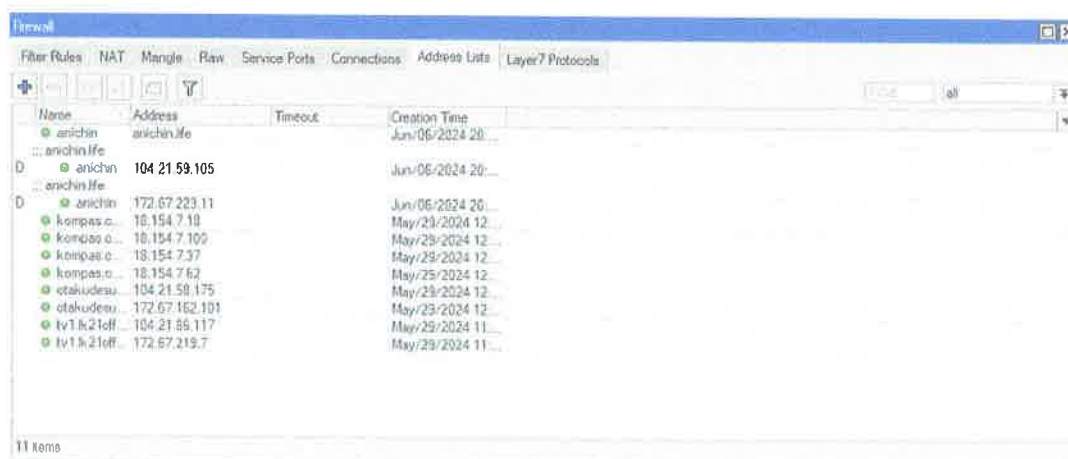 Firewall
Filter Rules NAT Mangle Raw Service Ports Connections Address Lists Layer7 Protocols
all
Name Address Timeout Creation Time
anichin anichin.life Jun/06/2024 20:...
::: anichin.life
D anichin 104.21.59.105 Jun/06/2024 20:...
::: anichin.life
D anichin 172.67.223.11 Jun/06/2024 20:...
kompas.c... 18.154.7.18 May/29/2024 12:...
kompas.c... 18.154.7.109 May/29/2024 12:...
kompas.c... 18.154.7.37 May/29/2024 12:...
kompas.c... 18.154.7.62 May/29/2024 12:...
otakudesu... 104.21.58.175 May/29/2024 12:...
otakudesu... 172.67.162.101 May/29/2024 12:...
tv1.lk21off... 104.21.86.117 May/29/2024 11:...
tv1.lk21off... 172.67.219.7 May/29/2024 11:...
11 items